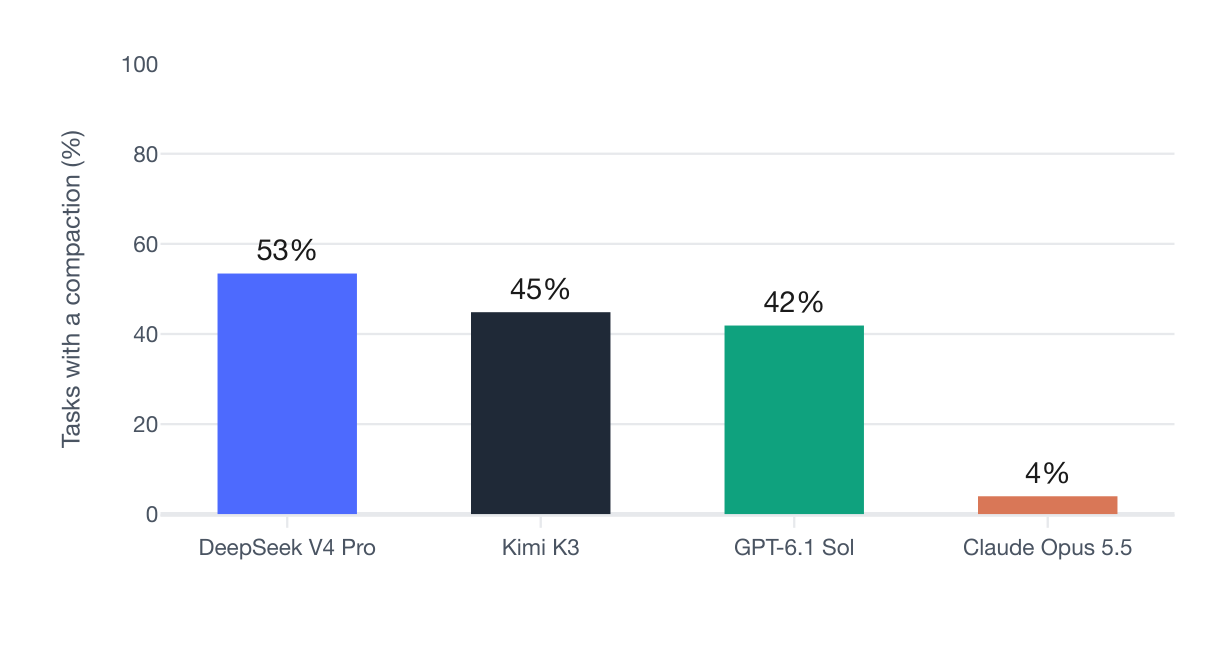 100
80
60
40
20
0
Tasks with a compaction (%)
53%
45%
42%
4%
DeepSeek V4 Pro
Kimi K3
GPT-6.1 Sol
Claude Opus 5.5